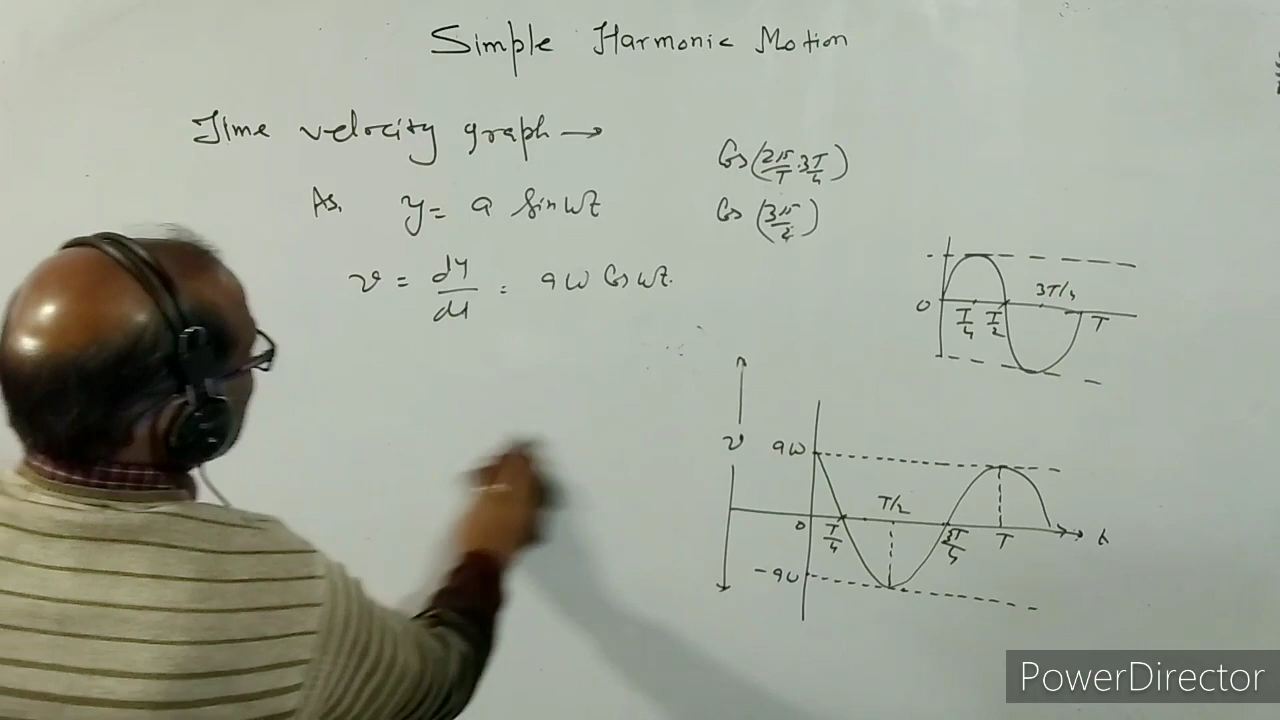 Simple Harmonic Motion
Time velocity graph →
As, y = a sin ωt
v = dy/dt = aω Cos ωt.
Cos (2π/T · 3T/4)
Cos (3π/2)
O T/4 T/2 3T/4 T
v
aω
T/2
0 T/4 3T/4 T t
-aω
PowerDirector